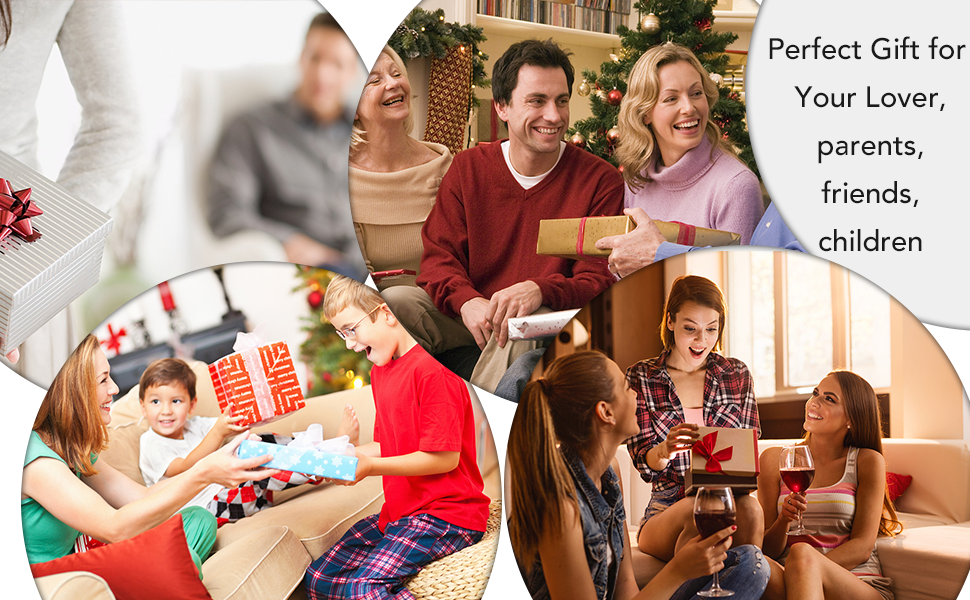 Perfect Gift for
Your Lover,
parents,
friends,
children